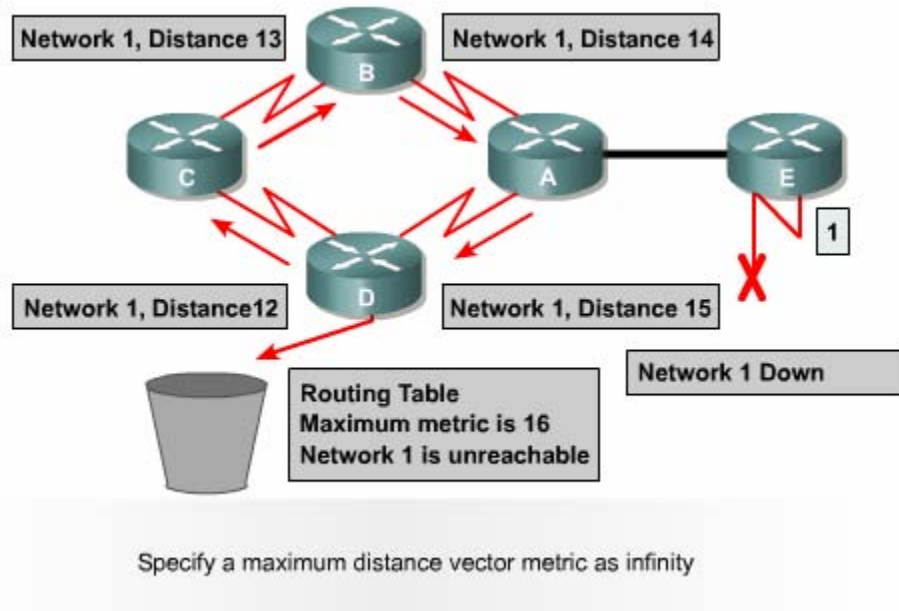 Network 1, Distance 13
B
Network 1, Distance 14
C
A
E
1
Network 1, Distance12
D
Network 1, Distance 15
Network 1 Down
Routing Table
Maximum metric is 16
Network 1 is unreachable
Specify a maximum distance vector metric as infinity